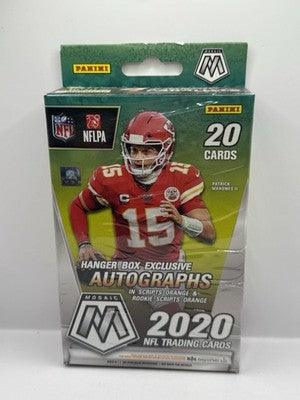 PANINI
MOSAIC
NFL
NFLPA
PANINI
20
CARDS
PATRICK
MAHOMES II
15
HANGER BOX EXCLUSIVE
AUTOGRAPHS
IN SCRIPTS ORANGE &
ROOKIE SCRIPTS ORANGE
MOSAIC
2020
NFL TRADING CARDS